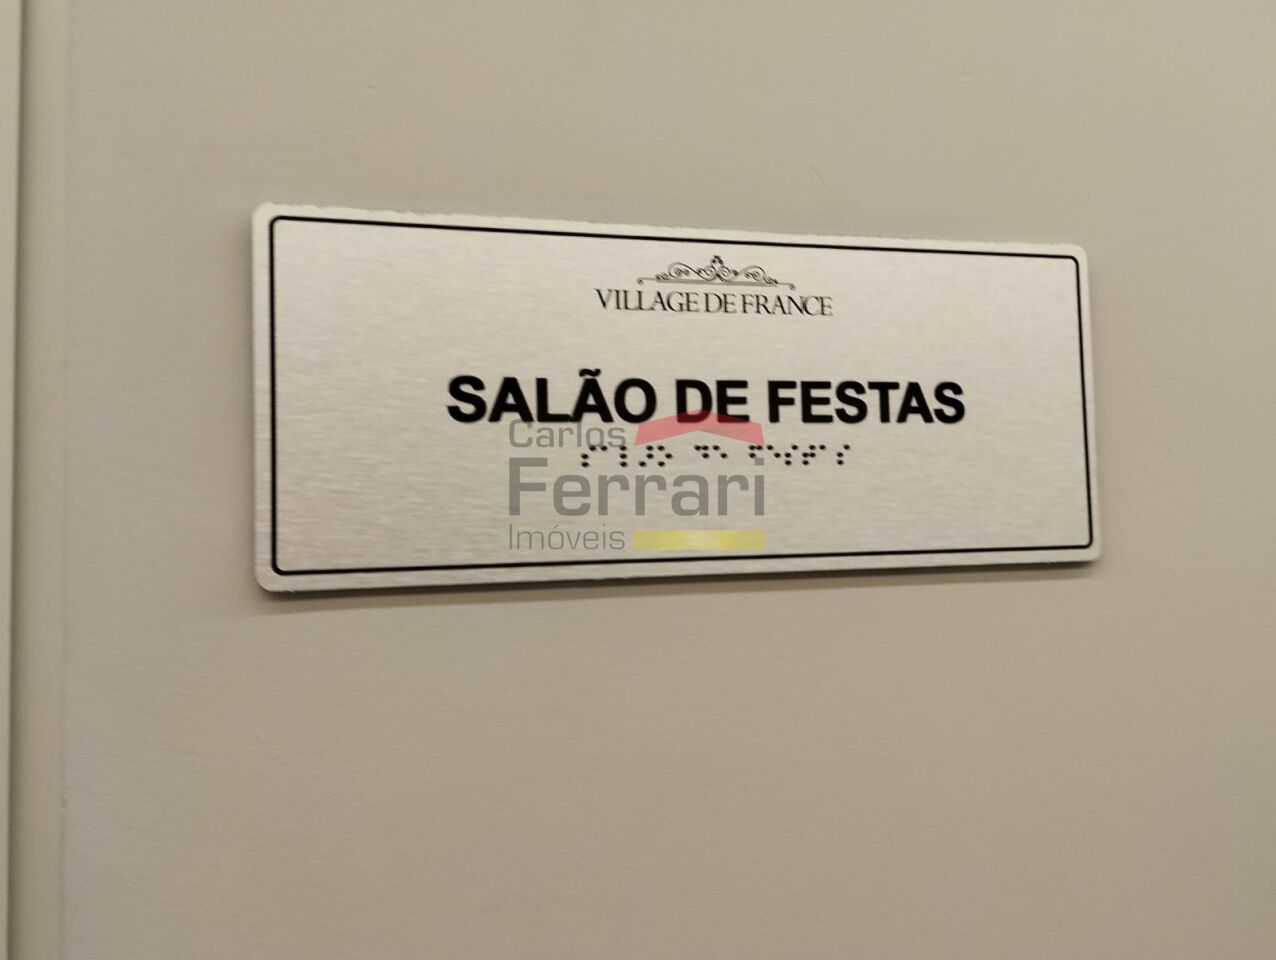 VILLAGE DE FRANCE
SALÃO DE FESTAS
⠎⠁⠇⠜⠕ ⠙⠑ ⠋⠑⠎⠞⠁⠎
Carlos
Ferrari
Imóveis